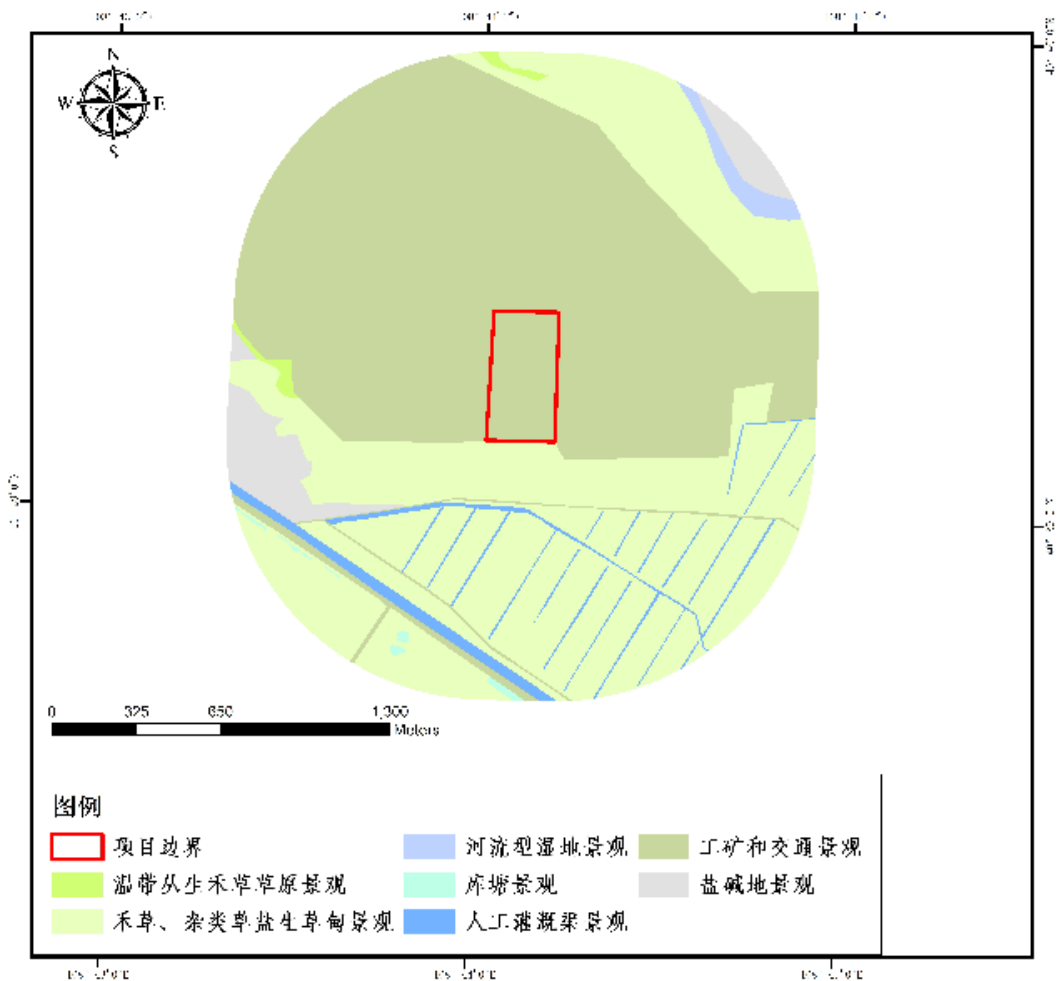 N
W E
S
0 325 650 1,300
Meters
图例
项目边界 河流型湿地景观 工矿和交通景观
温带丛生禾草草原景观 库塘景观 盐碱地景观
禾草、杂类草盐生草甸景观 人工灌溉渠景观